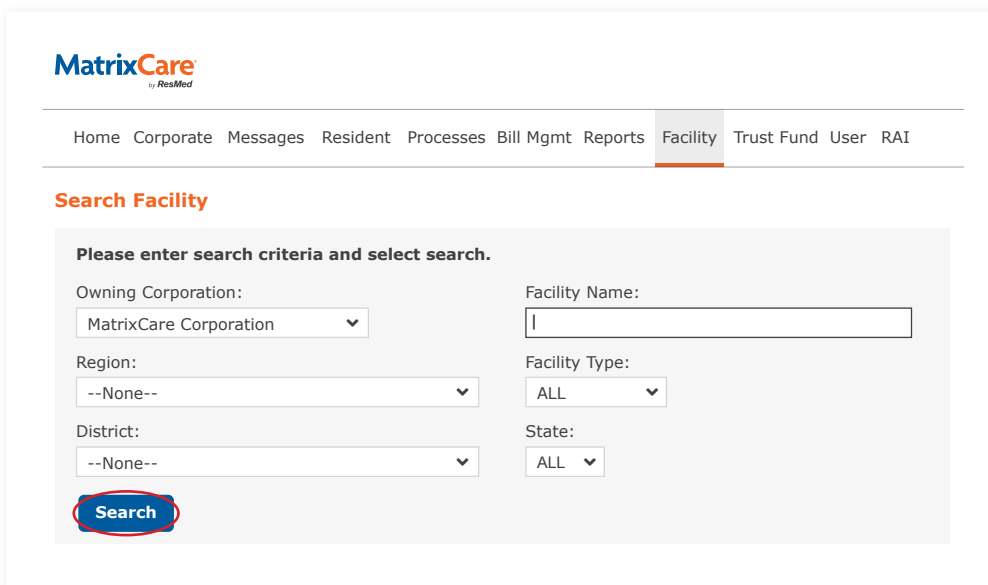 MatrixCare
by ResMed
Home Corporate Messages Resident Processes Bill Mgmt Reports Facility Trust Fund User RAI
Search Facility
Please enter search criteria and select search.
Owning Corporation: Facility Name:
MatrixCare Corporation
Region: Facility Type:
--None-- ALL
District: State:
--None-- ALL
Search